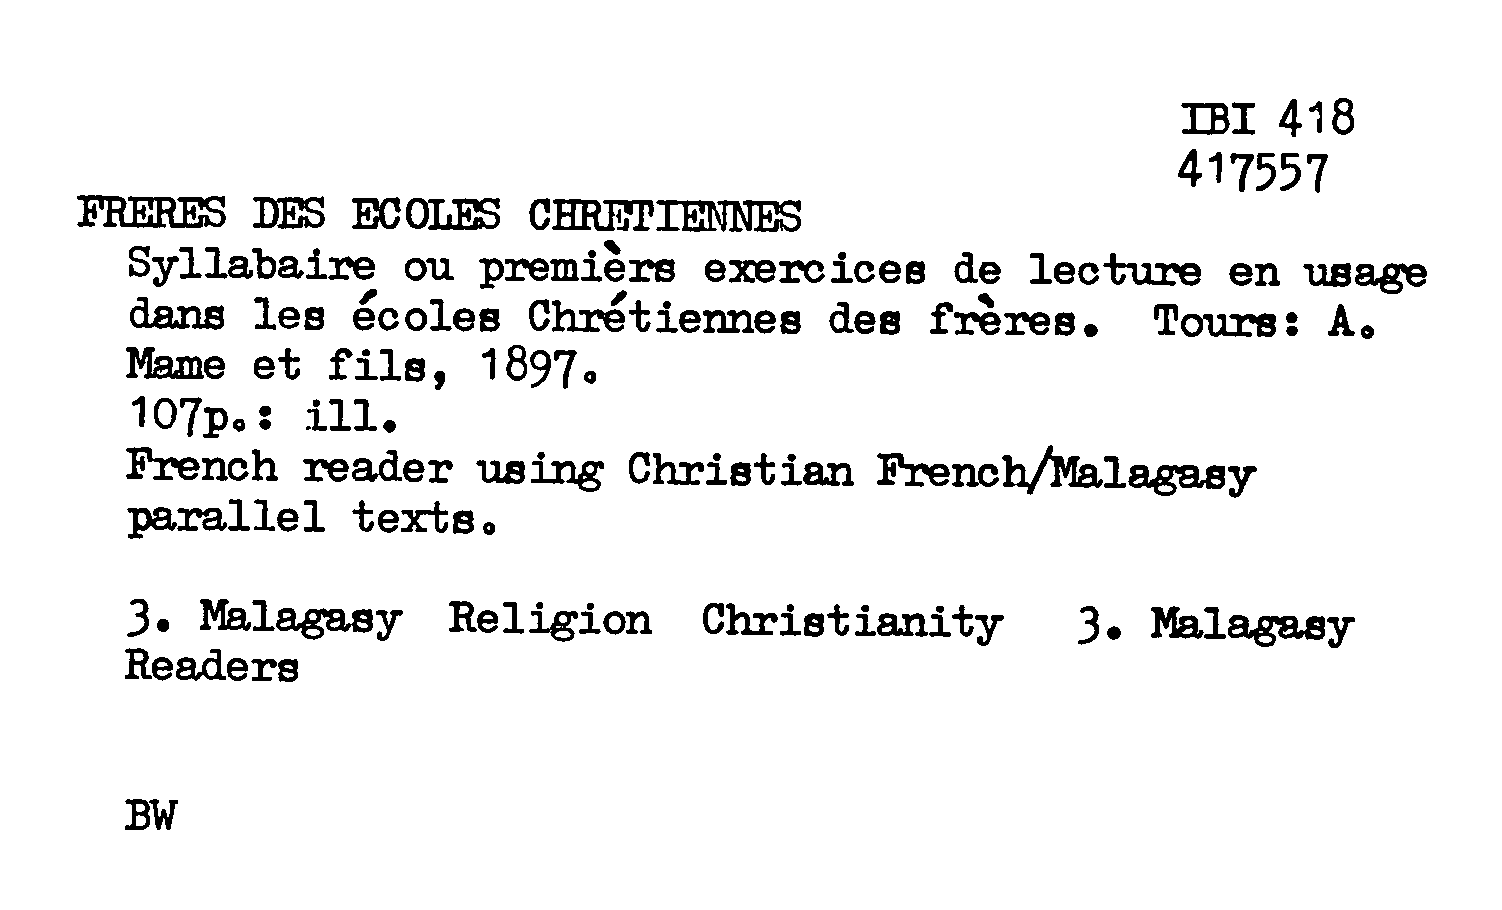 IBI 418
417557
FRERES DES ECOLES CHRETIENNES
Syllabaire ou premièrs exercices de lecture en usage
dans les écoles Chrétiennes des frères. Tours: A.
Mame et fils, 1897.
107p.: ill.
French reader using Christian French/Malagasy
parallel texts.
3. Malagasy Religion Christianity 3. Malagasy
Readers
BW